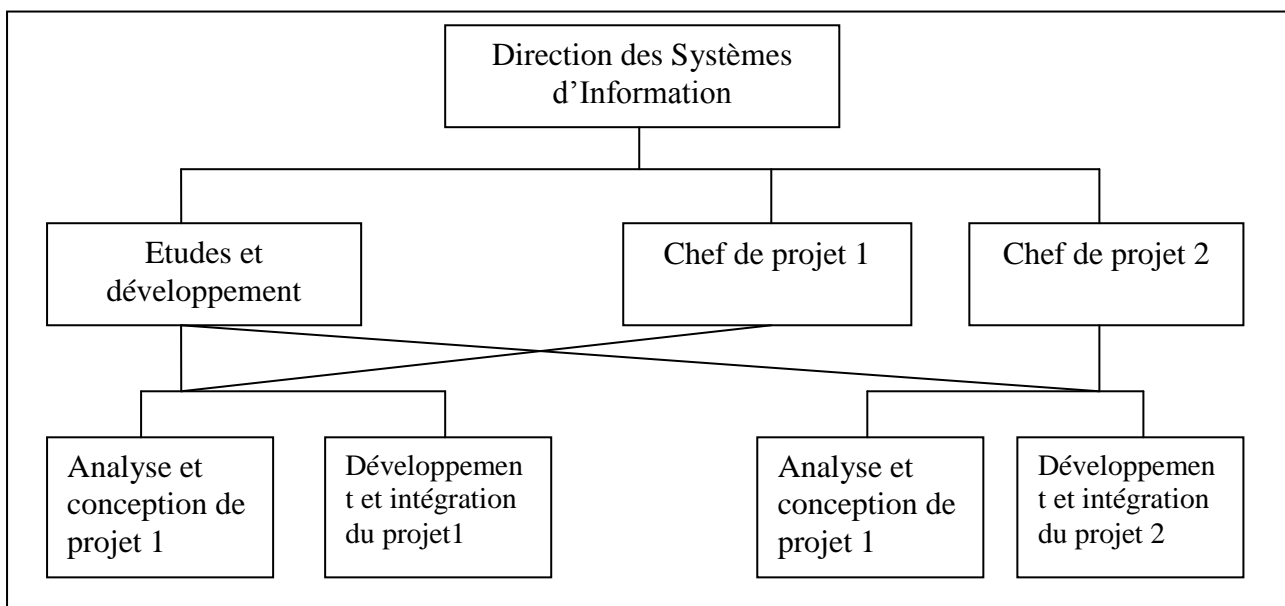 Direction des Systèmes
d’Information
Etudes et
développement
Chef de projet 1
Chef de projet 2
Analyse et
conception de
projet 1
Développemen
t et intégration
du projet1
Analyse et
conception de
projet 1
Développemen
t et intégration
du projet 2